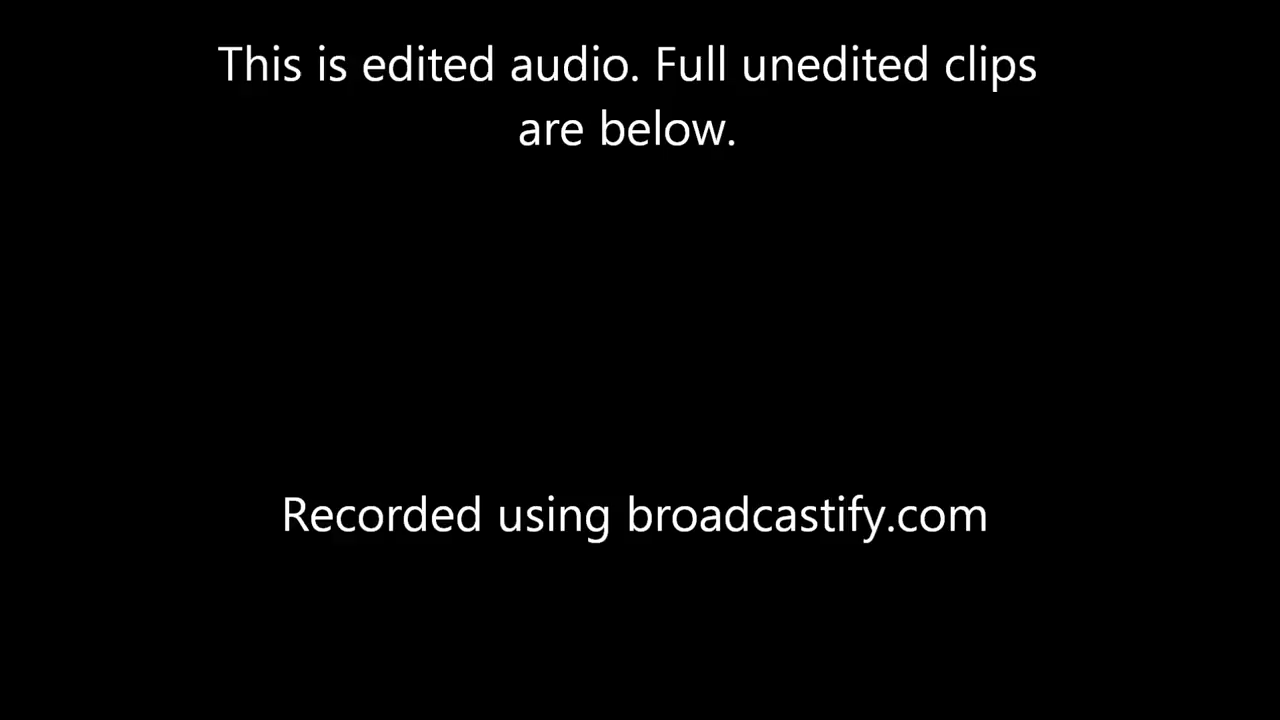 This is edited audio. Full unedited clips
are below.
Recorded using broadcastify.com